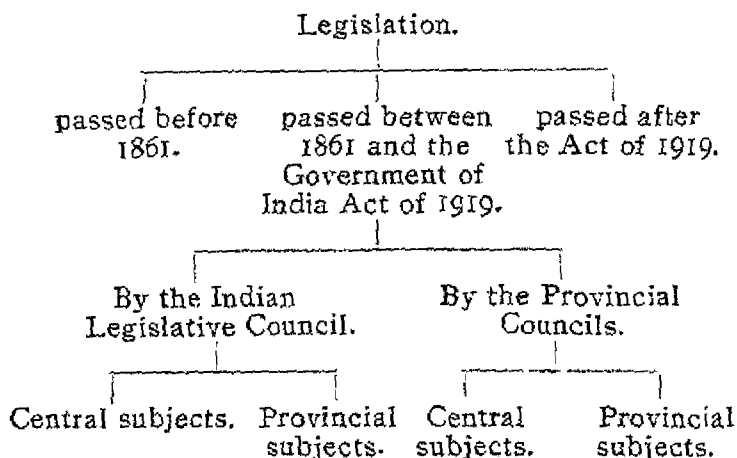 Legislation.
passed before
1861.
passed between
1861 and the
Government of
India Act of 1919.
passed after
the Act of 1919.
By the Indian
Legislative Council.
By the Provincial
Councils.
Central subjects.
Provincial
subjects.
Central
subjects.
Provincial
subjects.